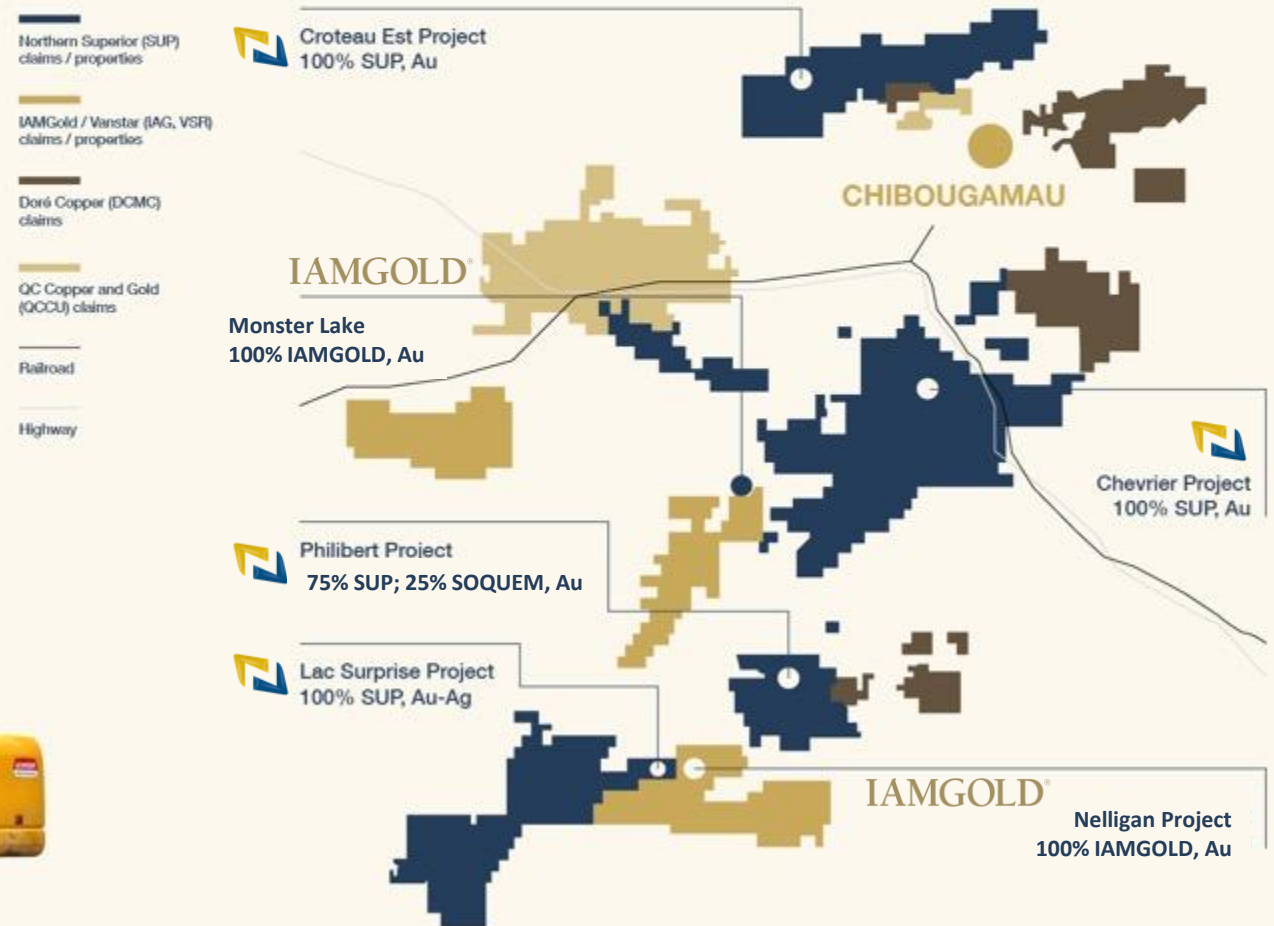 Northern Superior (SUP)
claims / properties
IAMGold / Vanstar (IAG, VSR)
claims / properties
Doré Copper (DCMC)
claims
QC Copper and Gold
(QCCU) claims
Railroad
Highway
Croteau Est Project
100% SUP, Au
CHIBOUGAMAU
IAMGOLD®
Monster Lake
100% IAMGOLD, Au
Chevrier Project
100% SUP, Au
Philibert Project
75% SUP; 25% SOQUEM, Au
Lac Surprise Project
100% SUP, Au-Ag
IAMGOLD®
Nelligan Project
100% IAMGOLD, Au